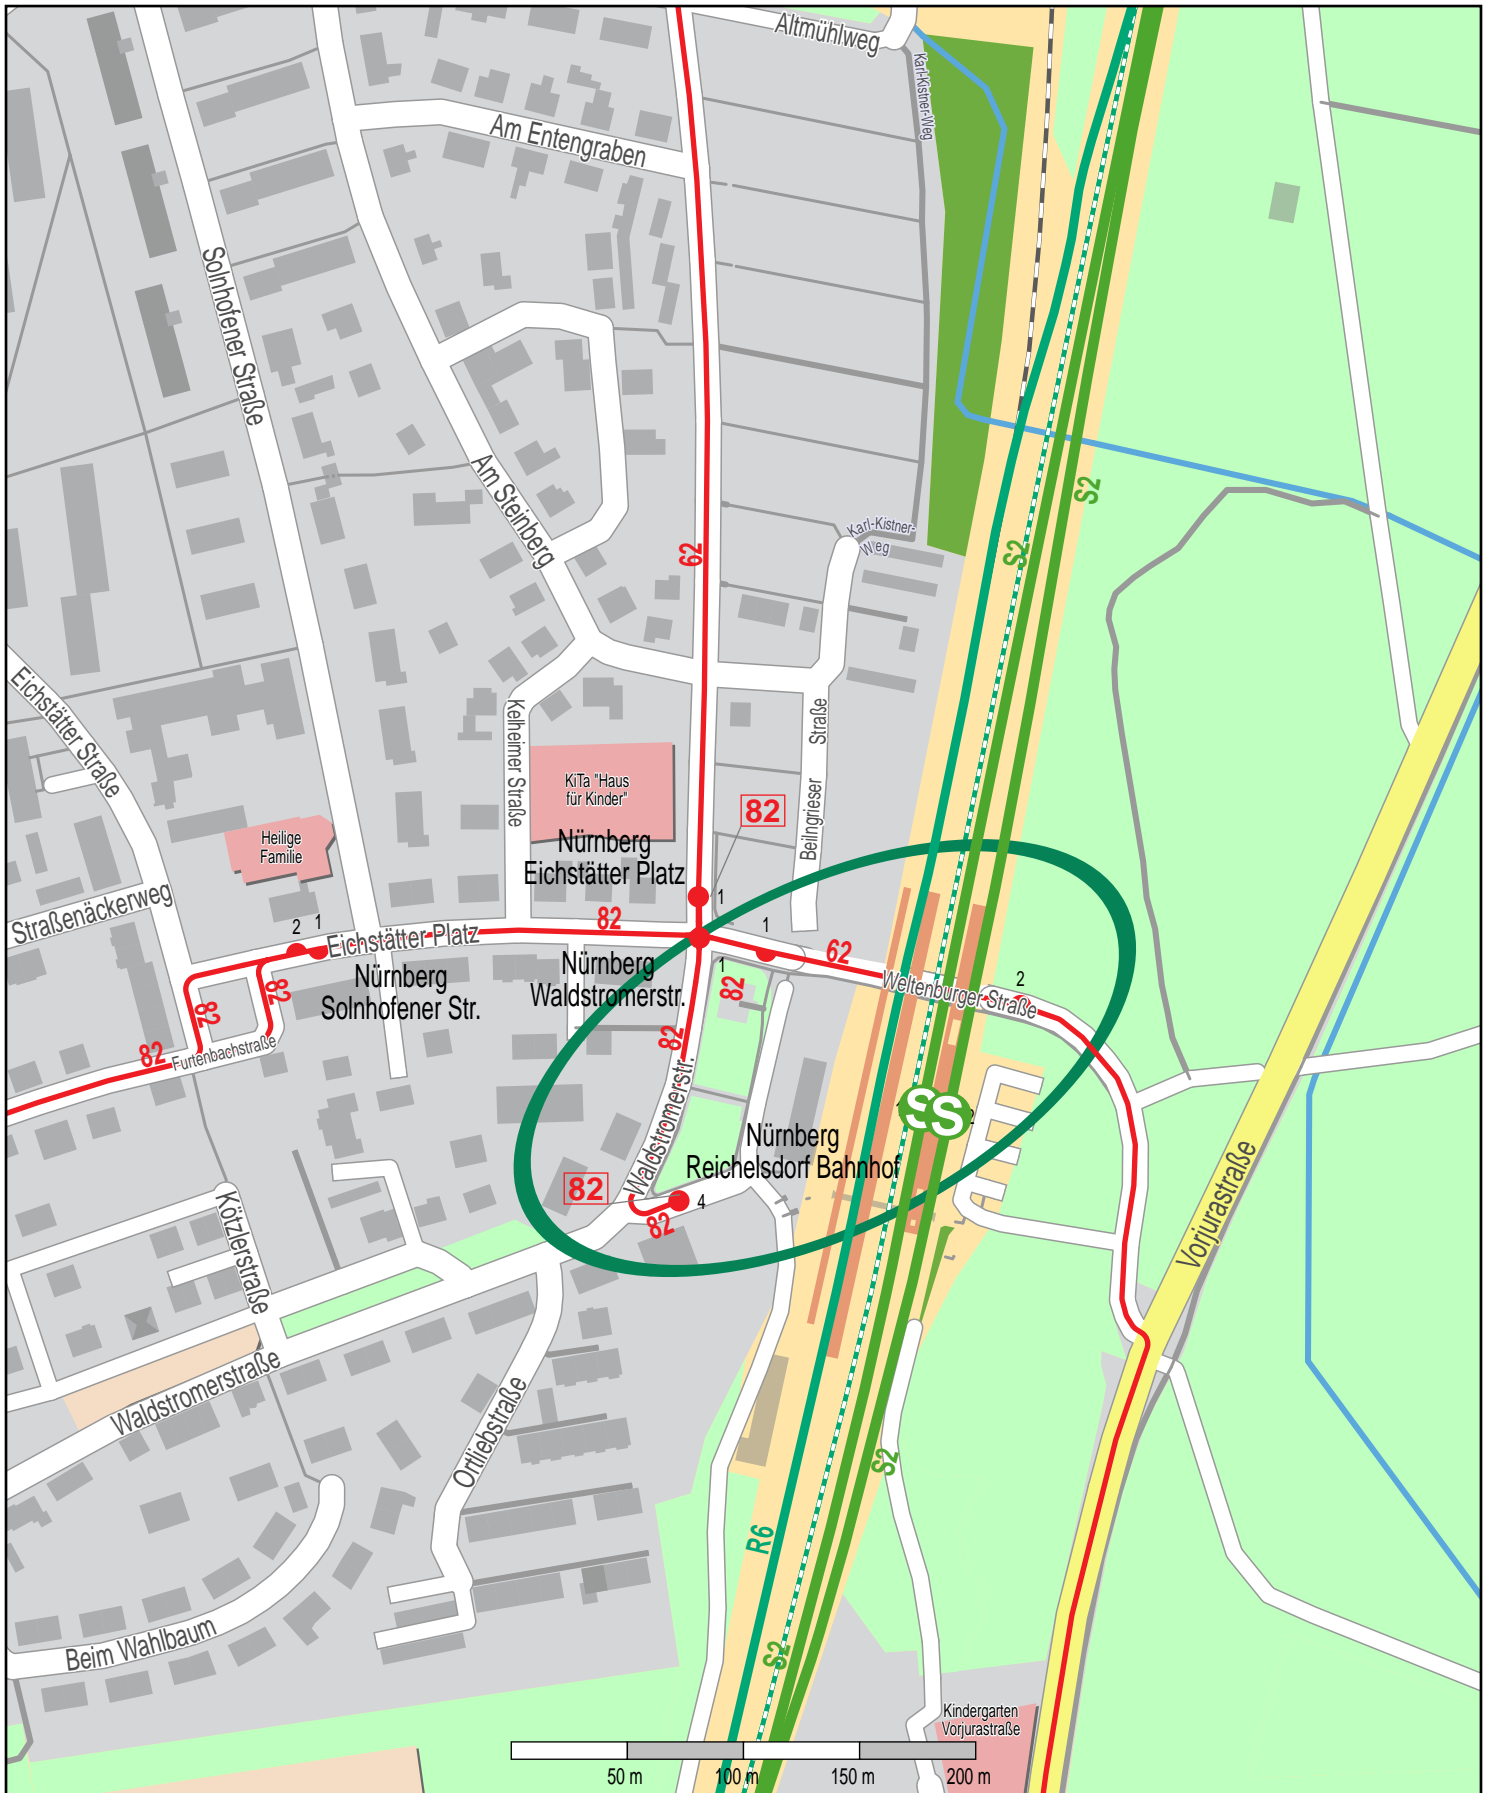 Altmühlweg
Karl-Kistner-Weg
Am Entengraben
Solnhofener Straße
S2
Am Steinberg
62
S2
Karl-Kistner-
Weg
Eichstätter Straße
Kelheimer Straße
Straße
Beilngrieser
KiTa "Haus
für Kinder"
82
Heilige
Familie
Nürnberg
Eichstätter Platz
1
Straßenäckerweg
2
1
Eichstätter Platz
82
1
62
Nürnberg
Solnhofener Str.
Nürnberg
Waldstromerstr.
1
82
Weltenburger Straße
2
82
82
82
Furtenbachstraße
82
Waldstromerstr.
S
S
2
Nürnberg
Reichelsdorf Bahnhof
82
4
82
Vorjurastraße
Kötzlerstraße
Waldstromerstraße
Ortliebstraße
S2
R6
Beim Wahlbaum
S2
Kindergarten
Vorjurastraße
50 m
100 m
150 m
200 m